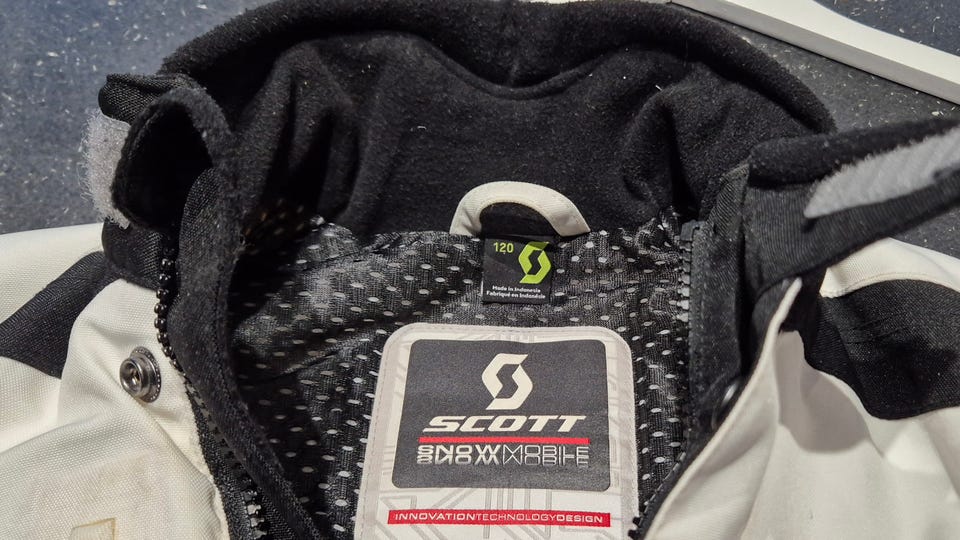 120
Made in Indonesia
Fabriqué en Indonésie
SCOTT
SNOWMOBILE
INNOVATIONTECHNOLOGYDESIGN